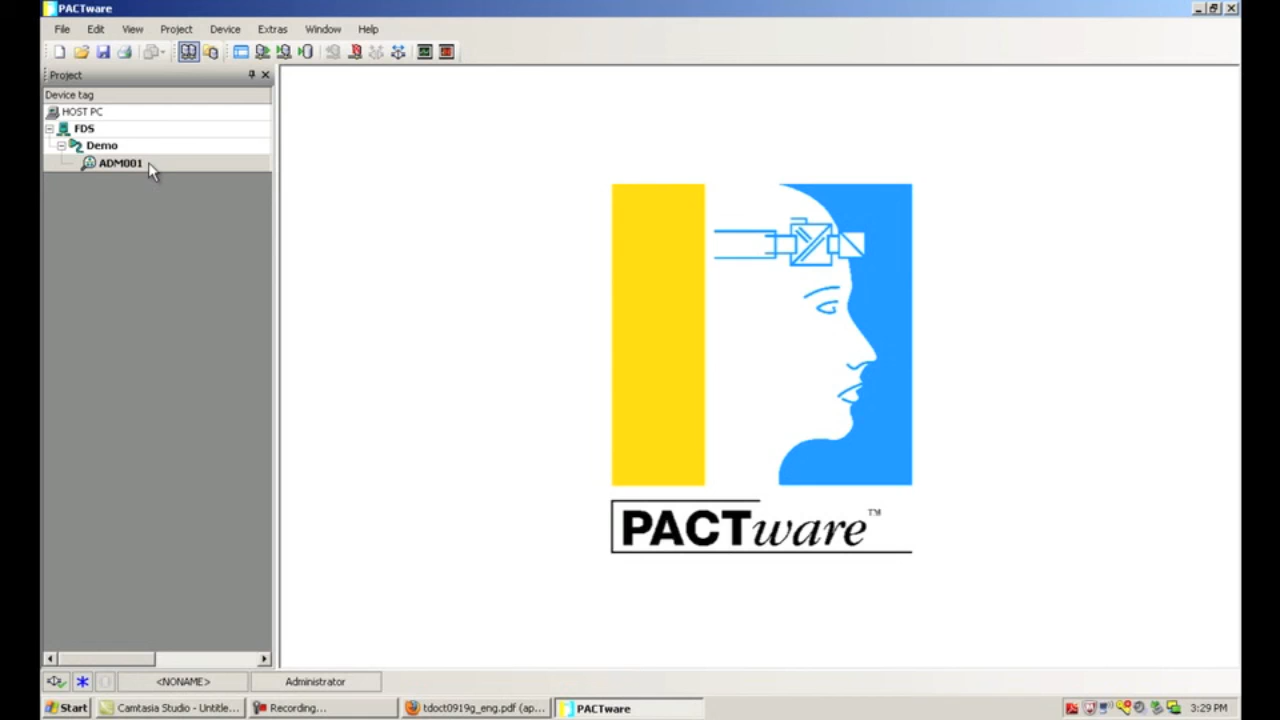 PACTware
File Edit View Project Device Extras Window Help
Project
Device tag
HOST PC
FDS
Demo
ADM001
PACTware™
<NONAME> Administrator
Start Camtasia Studio - Untitle... Recording... tdoct0919g_eng.pdf (ap... PACTware 3:29 PM